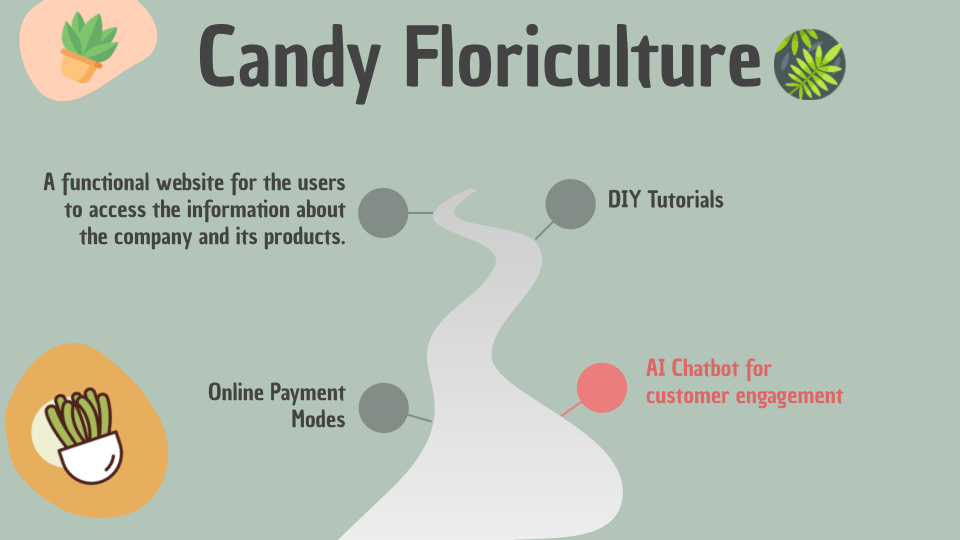 Candy Floriculture
A functional website for the users
to access the information about
the company and its products.
DIY Tutorials
Online Payment
Modes
AI Chatbot for
customer engagement